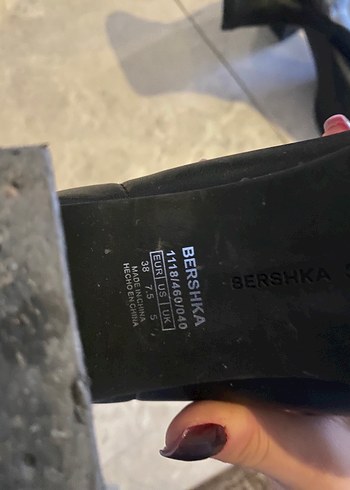 BERSHKA
1118/460/040
EUR US UK
38 7.5 5
MADE IN CHINA
HECHO EN CHINA
BERSHKA